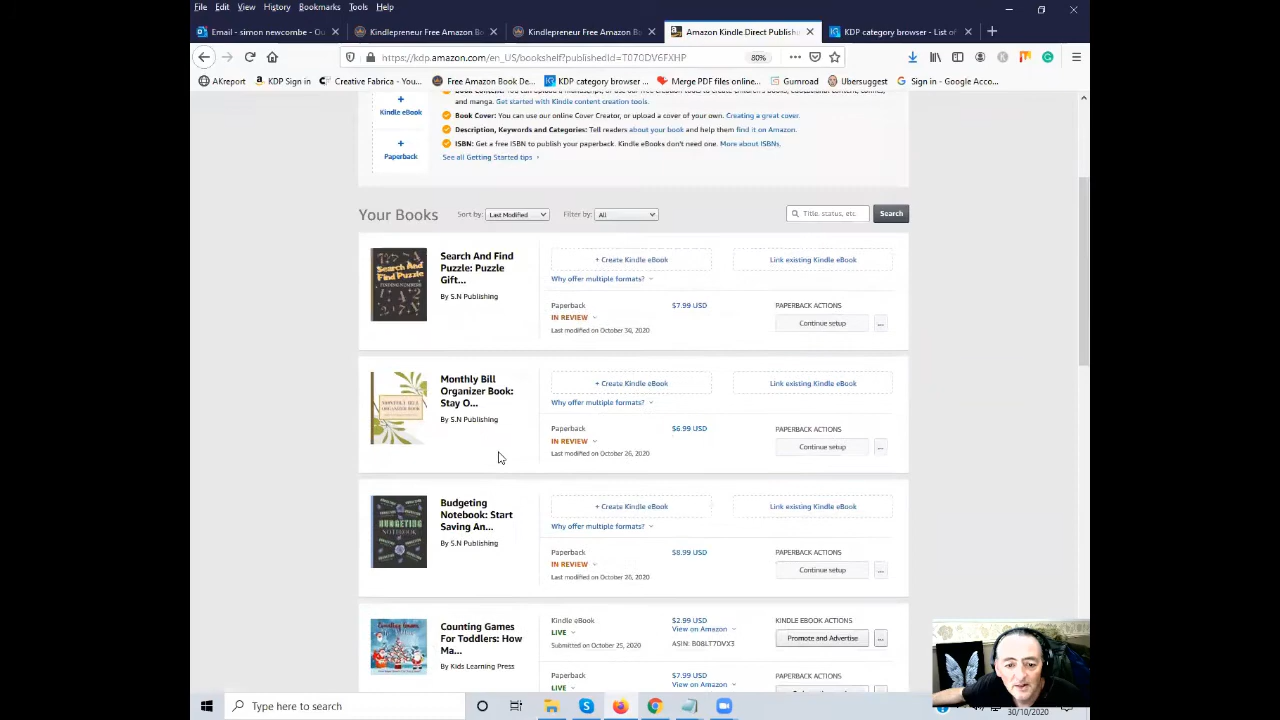 File Edit View History Bookmarks Tools Help
Email - simon newcombe - Ou
Kindlepreneur Free Amazon Bo
Kindlepreneur Free Amazon Bo
Amazon Kindle Direct Publishi
KDP category browser - List of
https://kdp.amazon.com/en_US/bookshelf?publishedId=T070DV6FXHP
80%
AKreport
KDP Sign in
Creative Fabrica - You...
Free Amazon Book De...
KDP category browser ...
Merge PDF files online...
Gumroad
Ubersuggest
Sign in - Google Acco...
+
Kindle eBook
and manga. Get started with Kindle content creation tools.
Book Cover: You can use our online Cover Creator, or upload a cover of your own. Creating a great cover.
Description, Keywords and Categories: Tell readers about your book and help them find it on Amazon.
+
Paperback
ISBN: Get a free ISBN to publish your paperback. Kindle eBooks don't need one. More about ISBNs.
See all Getting Started tips
Your Books
Sort by: Last Modified
Filter by: All
Title, status, etc.
Search
Search And Find
Puzzle: Puzzle
Gift...
By S.N Publishing
+ Create Kindle eBook
Link existing Kindle eBook
Why offer multiple formats?
Paperback
$7.99 USD
PAPERBACK ACTIONS
IN REVIEW
Continue setup
...
Last modified on October 30, 2020
Monthly Bill
Organizer Book:
Stay O...
By S.N Publishing
+ Create Kindle eBook
Link existing Kindle eBook
Why offer multiple formats?
Paperback
$6.99 USD
PAPERBACK ACTIONS
IN REVIEW
Continue setup
...
Last modified on October 26, 2020
BUDGETING
NOTEBOOK
Budgeting
Notebook: Start
Saving An...
By S.N Publishing
+ Create Kindle eBook
Link existing Kindle eBook
Why offer multiple formats?
Paperback
$8.99 USD
PAPERBACK ACTIONS
IN REVIEW
Continue setup
...
Last modified on October 26, 2020
Counting Games
For Toddlers: How
Ma...
By Kids Learning Press
Kindle eBook
$2.99 USD
KINDLE EBOOK ACTIONS
LIVE
View on Amazon
Promote and Advertise
...
Submitted on October 25, 2020
ASIN: B08LT7DVX3
Paperback
$7.99 USD
PAPERBACK ACTIONS
LIVE
View on Amazon
Type here to search
30/10/2020